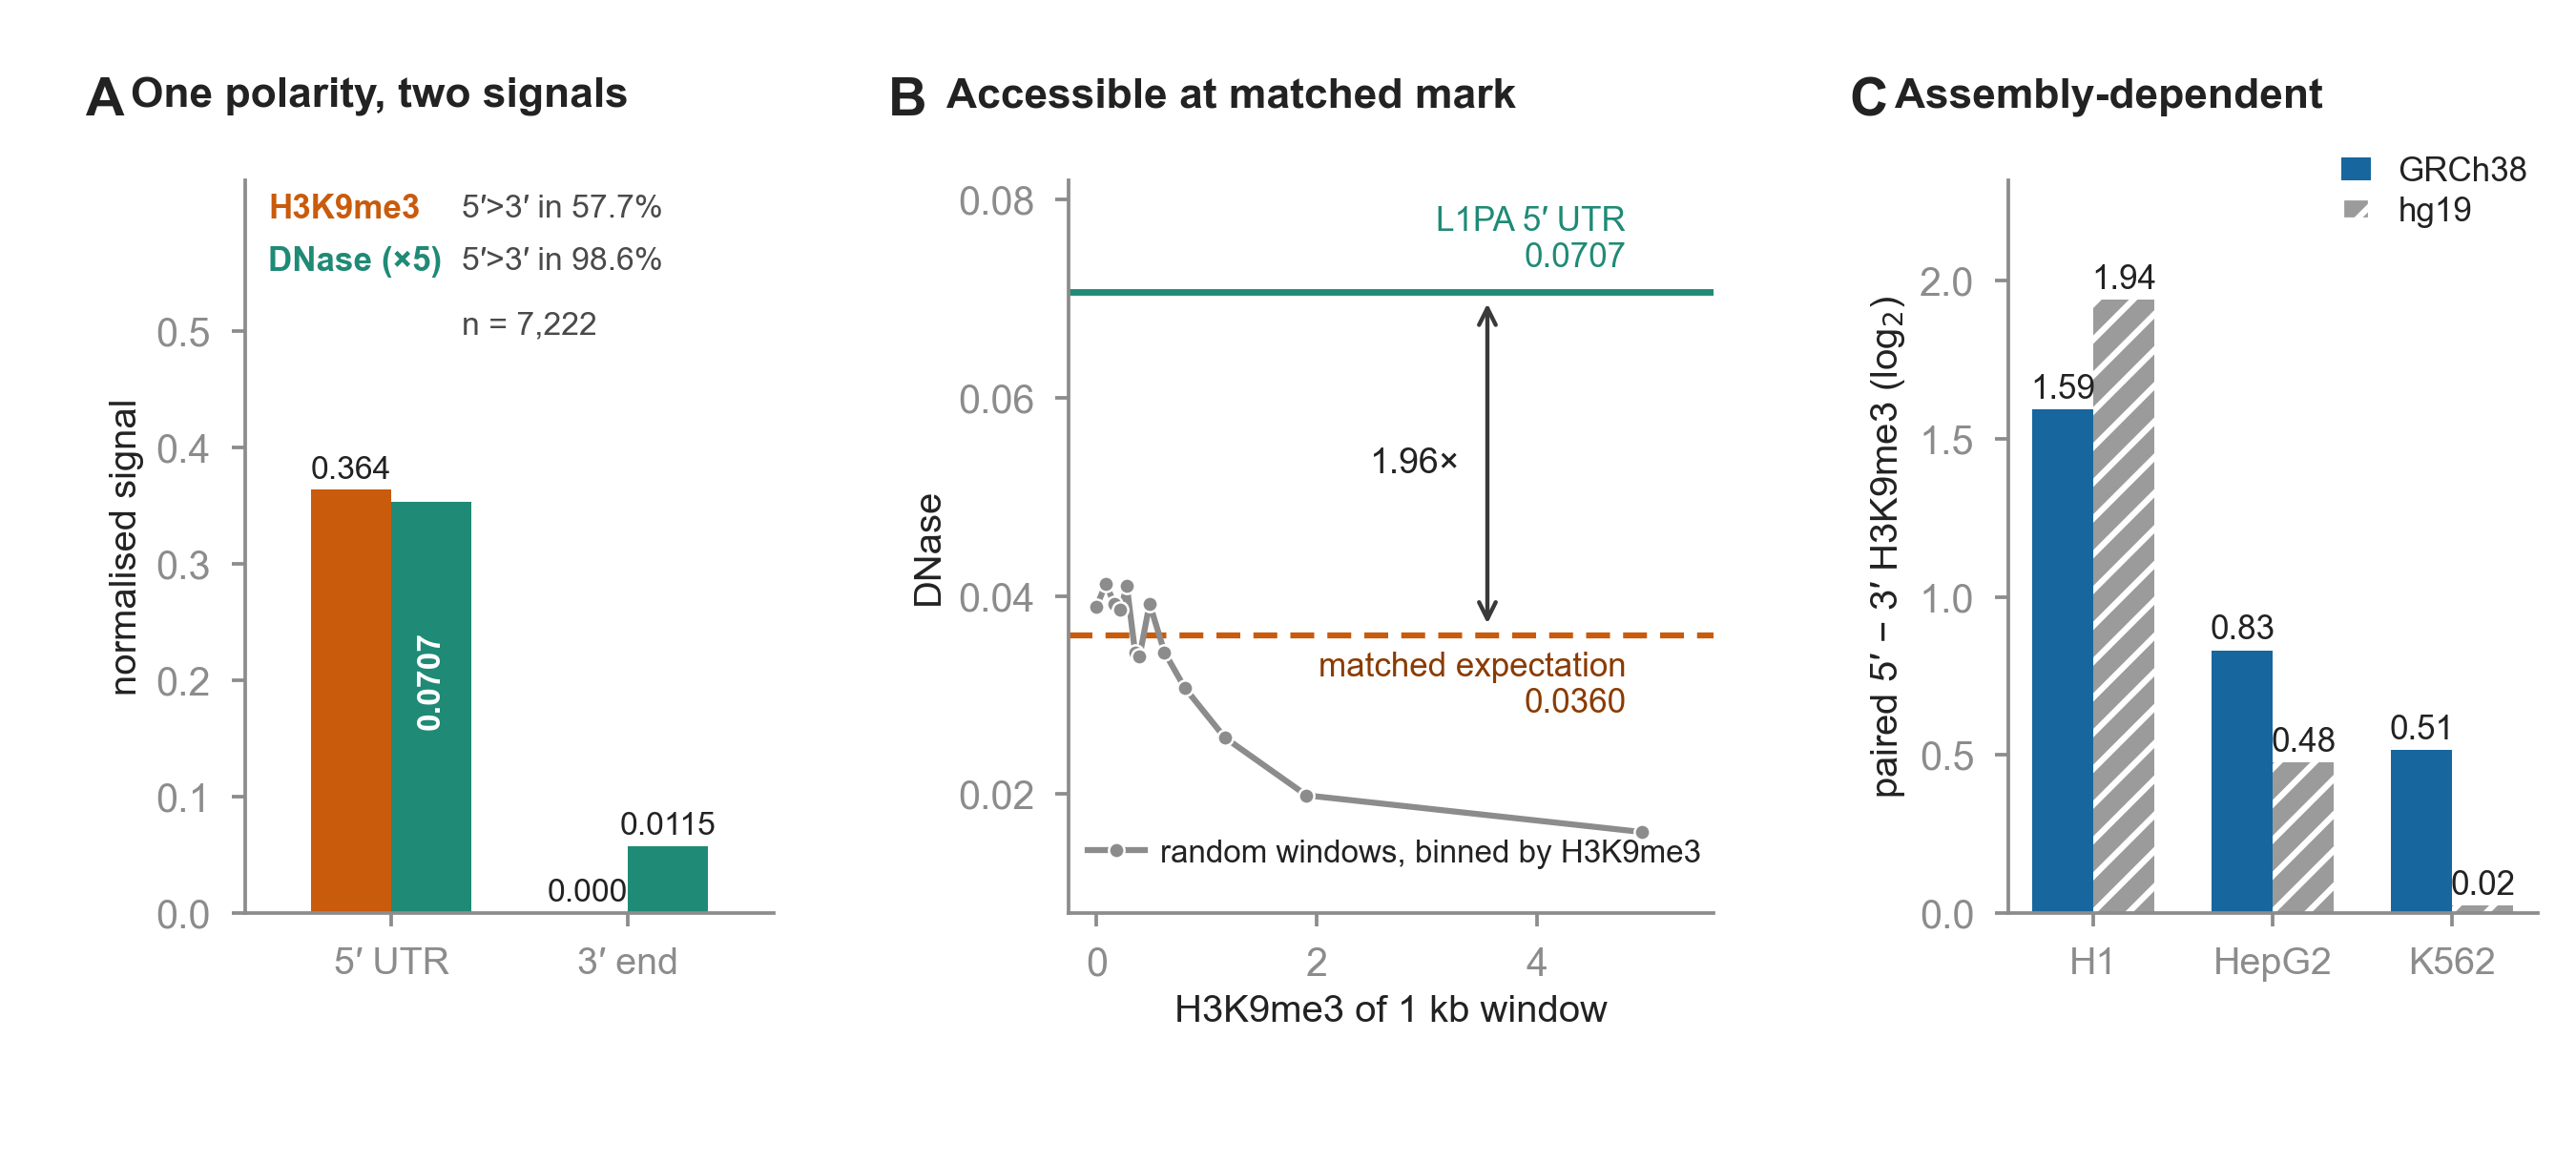 A One polarity, two signals
H3K9me3 5′>3′ in 57.7%
DNase (×5) 5′>3′ in 98.6%
n = 7,222
normalised signal
0.5
0.4
0.3
0.2
0.1
0.0
0.364
0.0707
0.000
0.0115
5′ UTR
3′ end
B Accessible at matched mark
DNase
0.08
0.06
0.04
0.02
L1PA 5′ UTR
0.0707
1.96×
matched expectation
0.0360
random windows, binned by H3K9me3
0
2
4
H3K9me3 of 1 kb window
C Assembly-dependent
GRCh38
hg19
paired 5′ − 3′ H3K9me3 (log₂)
2.0
1.5
1.0
0.5
0.0
1.59
1.94
0.83
0.48
0.51
0.02
H1
HepG2
K562